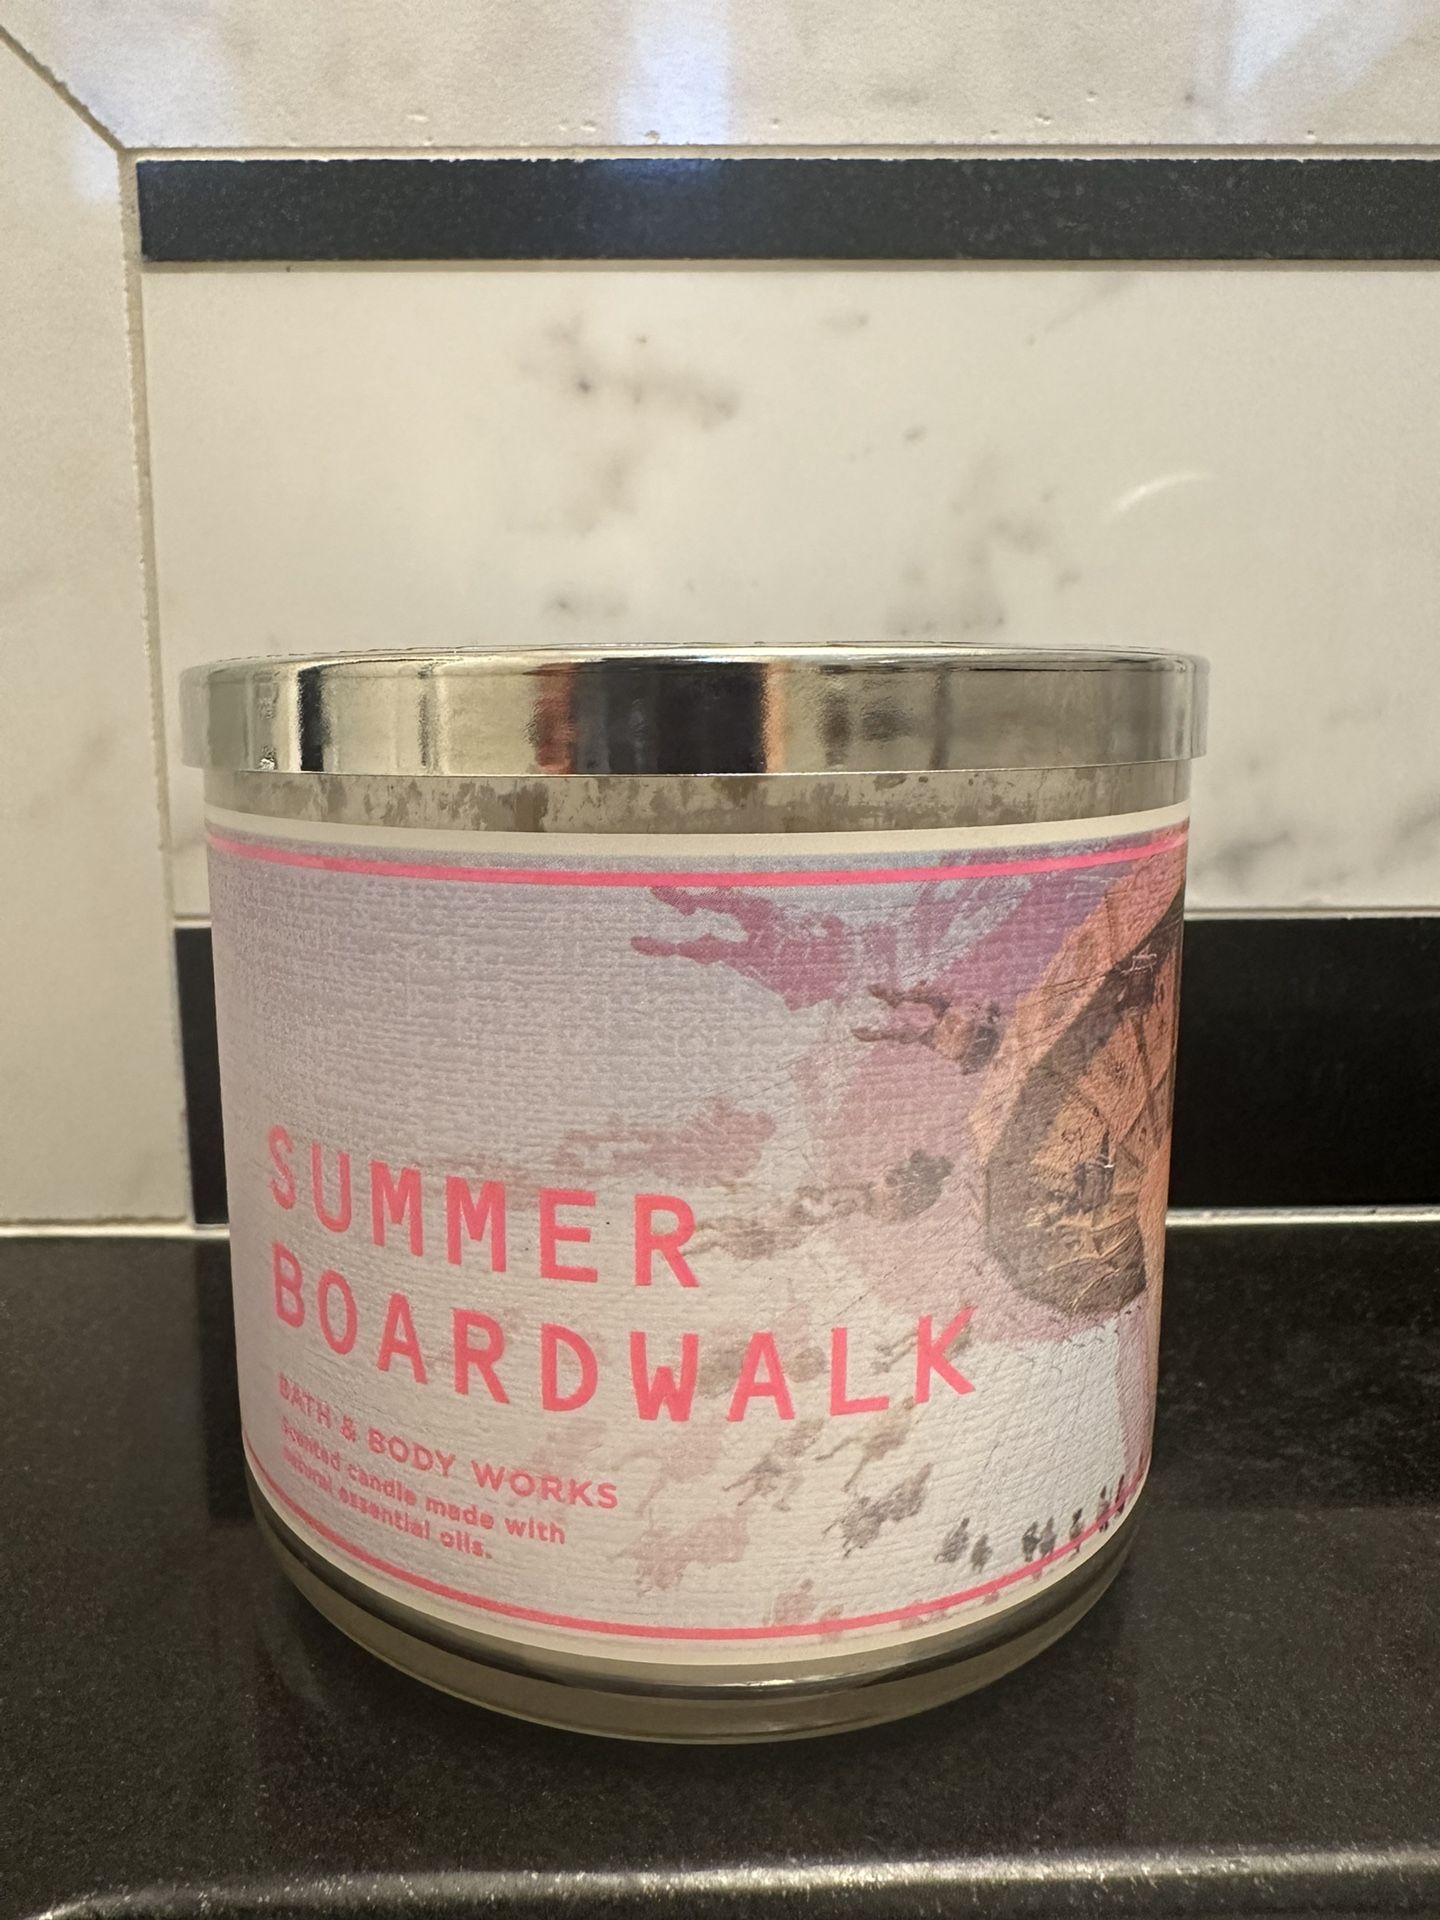 SUMMER
BOARDWALK
BATH & BODY WORKS
Scented candle made with
natural essential oils.